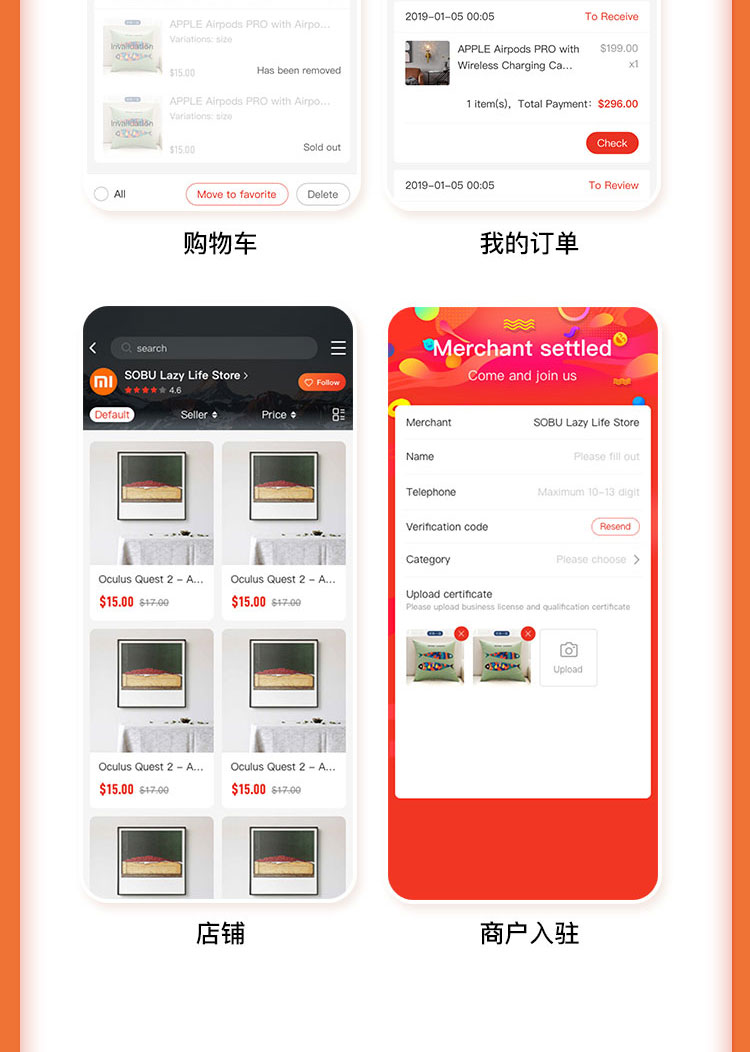 APPLE Airpods PRO with Airpo...
Variations: size
Invandation
$15.00
Has been removed
APPLE Airpods PRO with Airpo...
Variations: size
Invandation
$15.00
Sold out
All
Move to favorite
Delete
购物车
2019-01-05 00:05
To Receive
APPLE Airpods PRO with
$199.00
Wireless Charging Ca...
x1
1 item(s), Total Payment: $296.00
Check
2019-01-05 00:05
To Review
我的订单
search
SOBU Lazy Life Store >
4.6
Follow
Default
Seller
Price
Oculus Quest 2 - A...
$15.00 $17.00
Oculus Quest 2 - A...
$15.00 $17.00
Oculus Quest 2 - A...
$15.00 $17.00
Oculus Quest 2 - A...
$15.00 $17.00
店铺
Merchant settled
Come and join us
Merchant
SOBU Lazy Life Store
Name
Please fill out
Telephone
Maximum 10-13 digit
Verification code
Resend
Category
Please choose >
Upload certificate
Please upload business license and qualification certificate
Upload
商户入驻